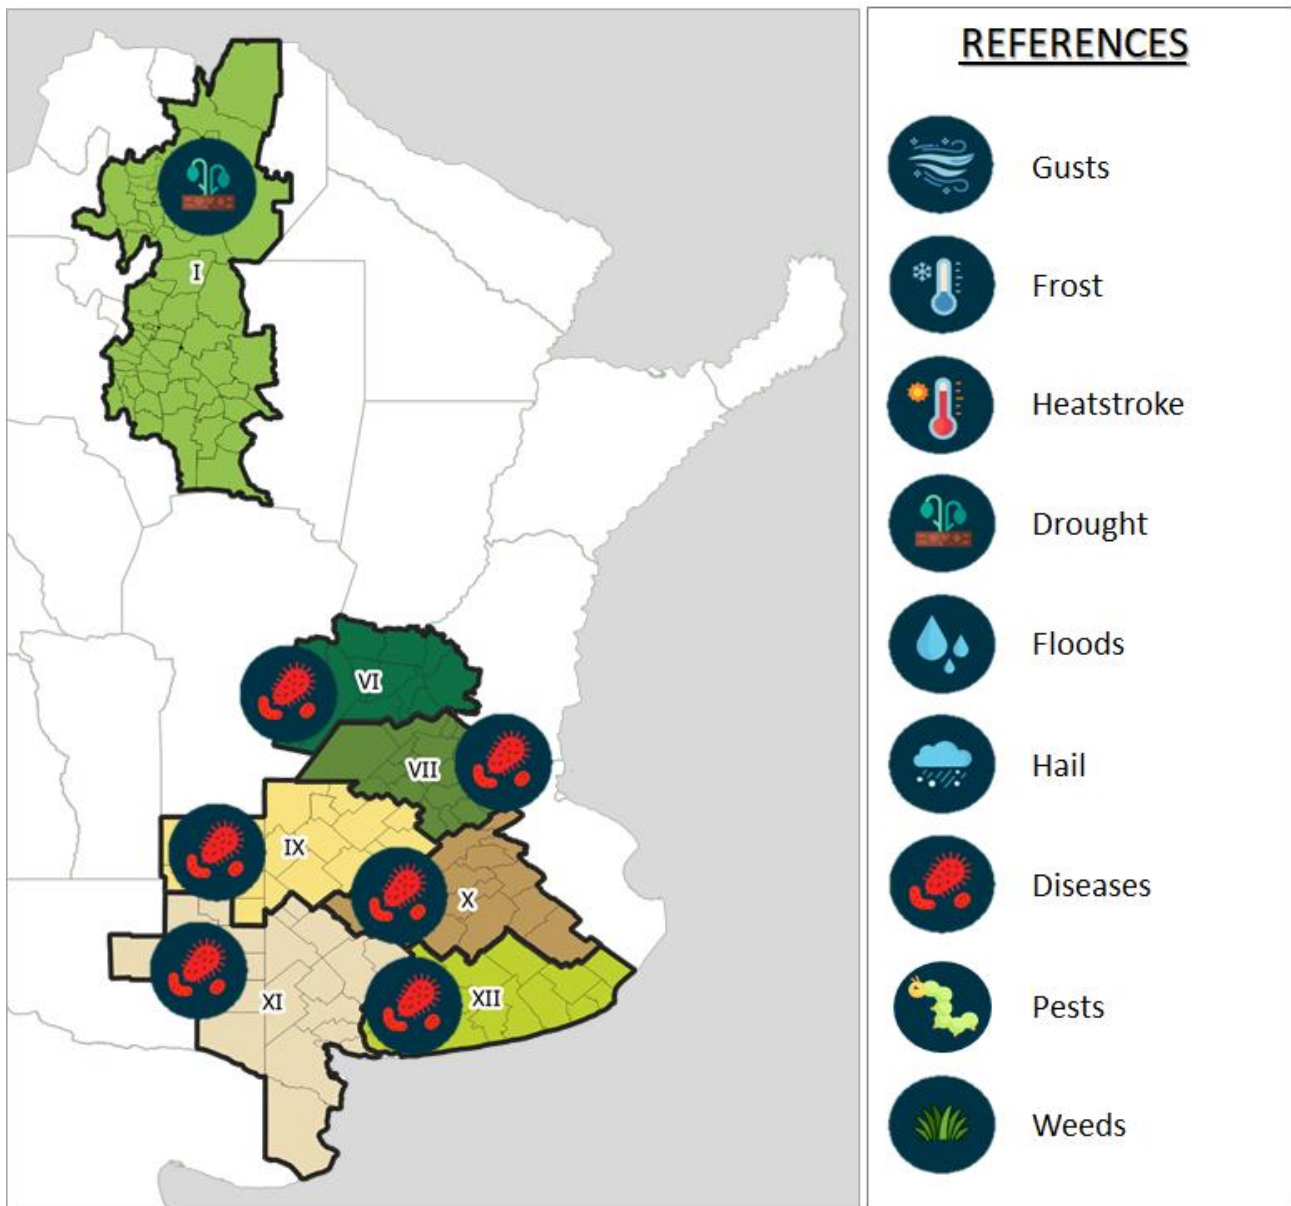 REFERENCES
Gusts
Frost
Heatstroke
Drought
Floods
Hail
Diseases
Pests
Weeds
I
VI
VII
IX
X
XI
XII